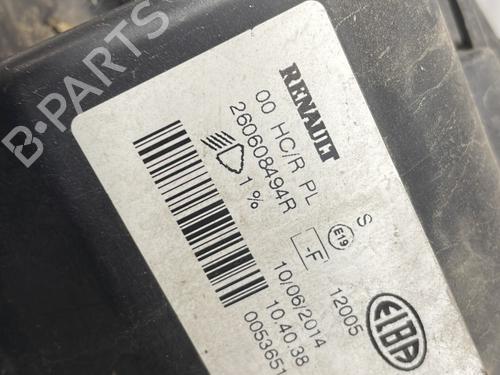 B-PARTS
RENAULT
00 HC/R PL
260608494R
1 %
S
E19
-F
12005
10/06/2014
10.40.38
0053651
ELBA